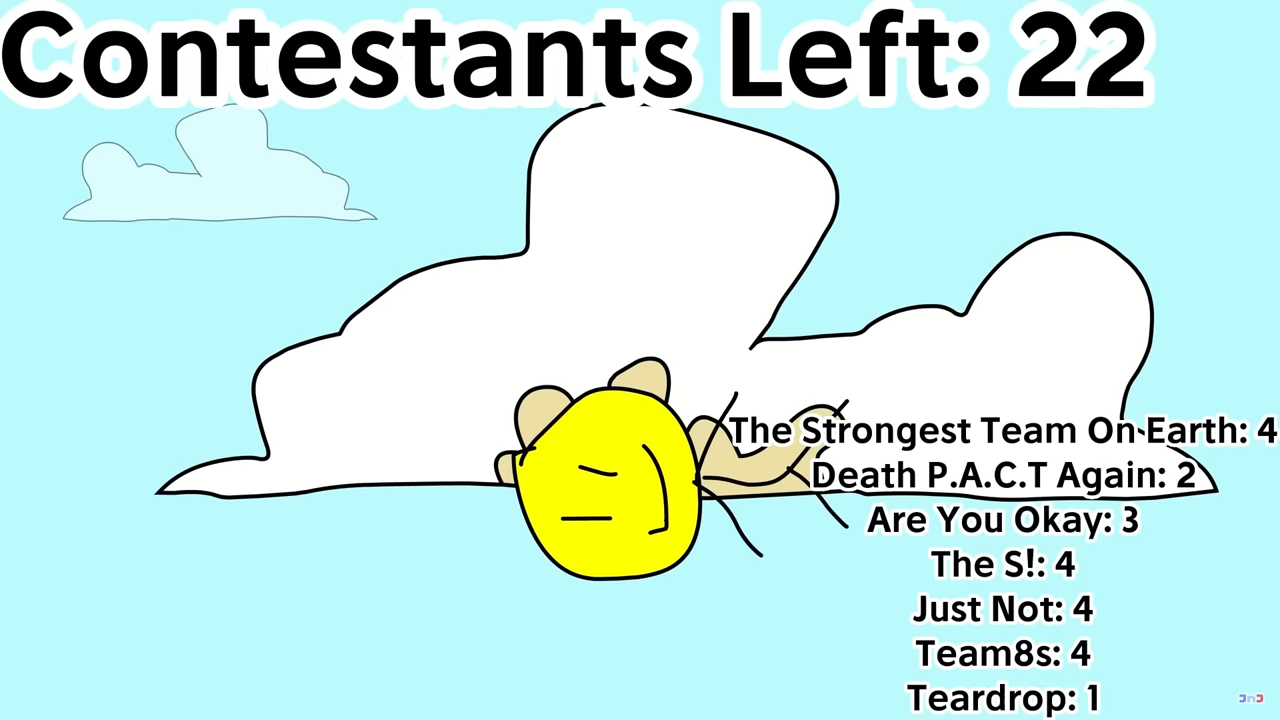 Contestants Left: 22
The Strongest Team On Earth: 4
Death P.A.C.T Again: 2
Are You Okay: 3
The S!: 4
Just Not: 4
Team8s: 4
Teardrop: 1